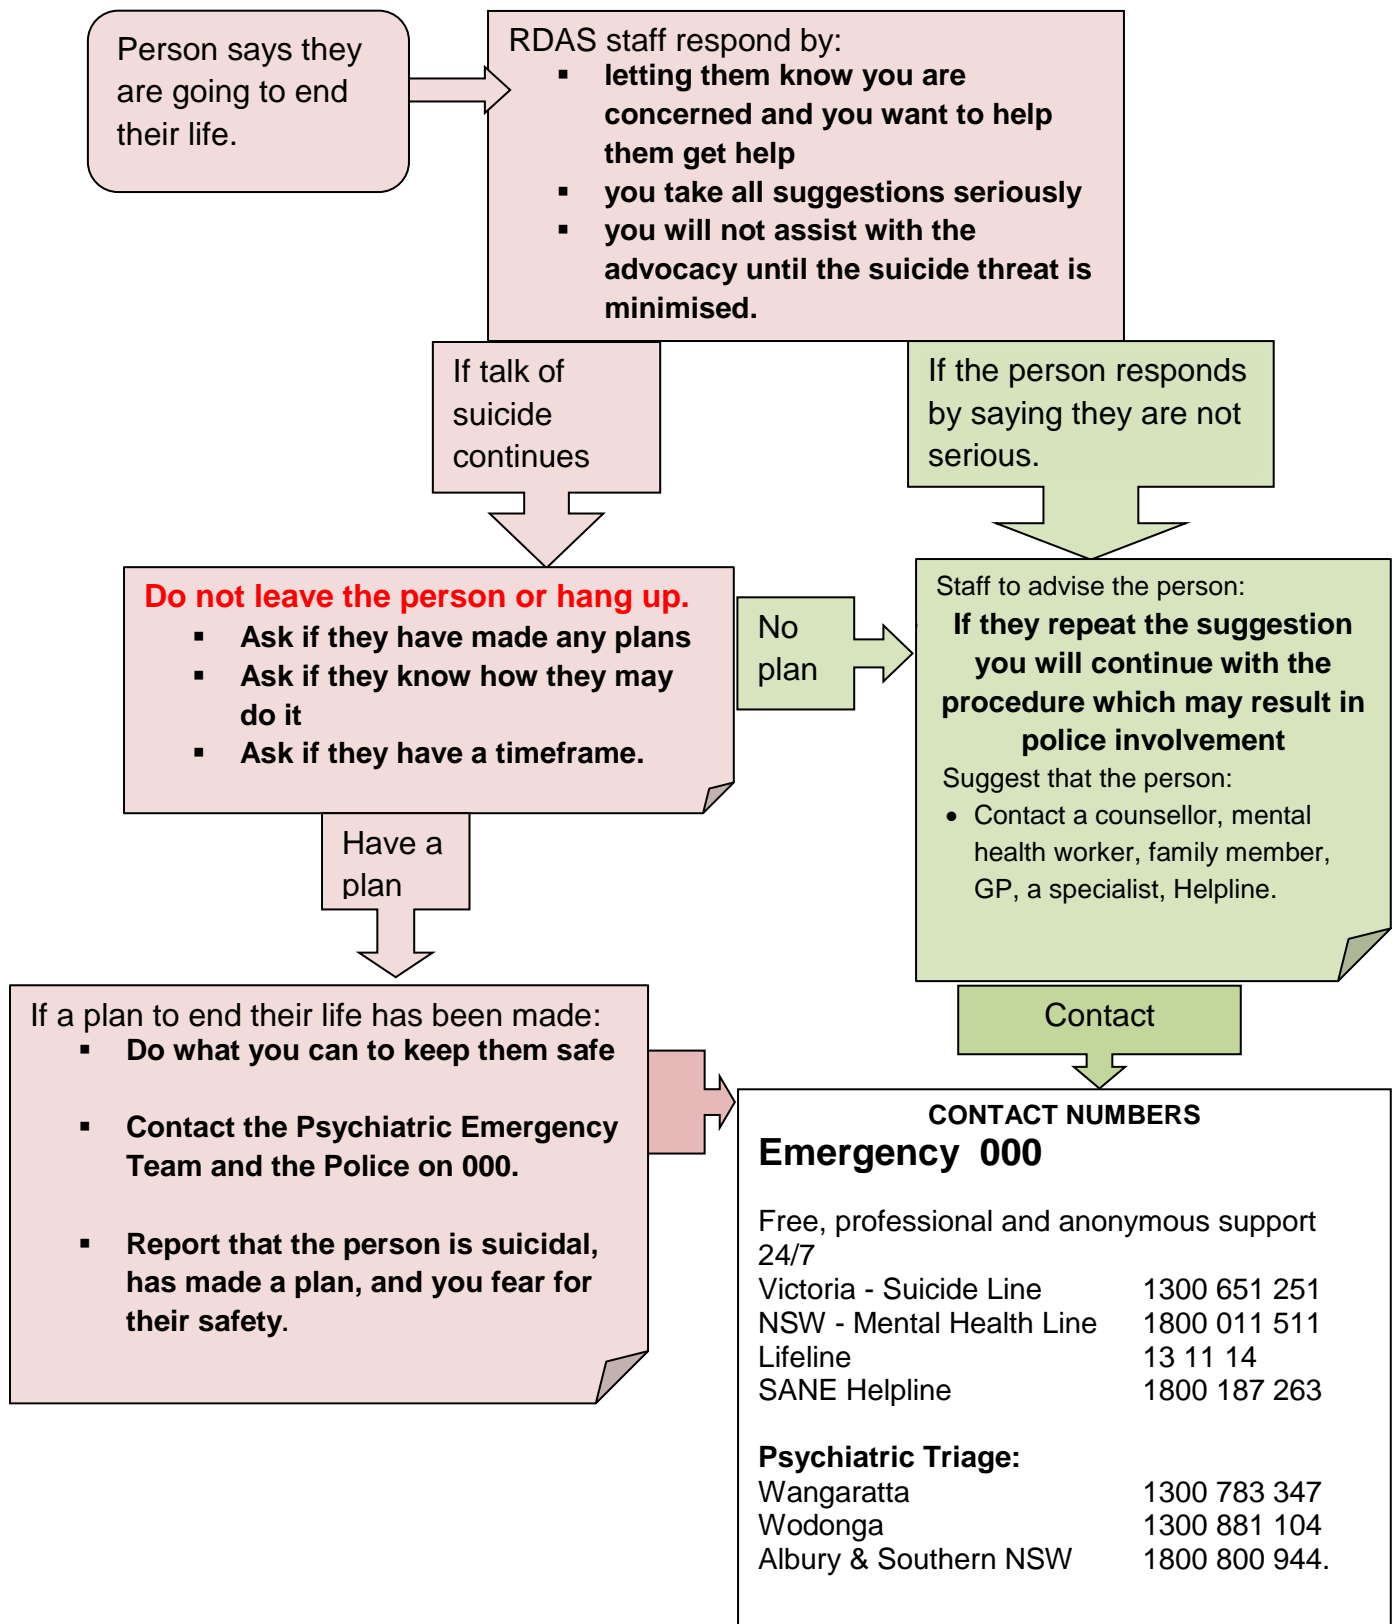 Person says they
are going to end
their life.
RDAS staff respond by:
▪ letting them know you are
concerned and you want to help
them get help
▪ you take all suggestions seriously
▪ you will not assist with the
advocacy until the suicide threat is
minimised.
If talk of
suicide
continues
If the person responds
by saying they are not
serious.
Do not leave the person or hang up.
▪ Ask if they have made any plans
▪ Ask if they know how they may
do it
▪ Ask if they have a timeframe.
No
plan
Staff to advise the person:
If they repeat the suggestion
you will continue with the
procedure which may result in
police involvement
Suggest that the person:
• Contact a counsellor, mental
health worker, family member,
GP, a specialist, Helpline.
Have a
plan
If a plan to end their life has been made:
▪ Do what you can to keep them safe
▪ Contact the Psychiatric Emergency
Team and the Police on 000.
▪ Report that the person is suicidal,
has made a plan, and you fear for
their safety.
Contact
CONTACT NUMBERS
Emergency 000
Free, professional and anonymous support
24/7
Victoria - Suicide Line 1300 651 251
NSW - Mental Health Line 1800 011 511
Lifeline 13 11 14
SANE Helpline 1800 187 263
Psychiatric Triage:
Wangaratta 1300 783 347
Wodonga 1300 881 104
Albury & Southern NSW 1800 800 944.